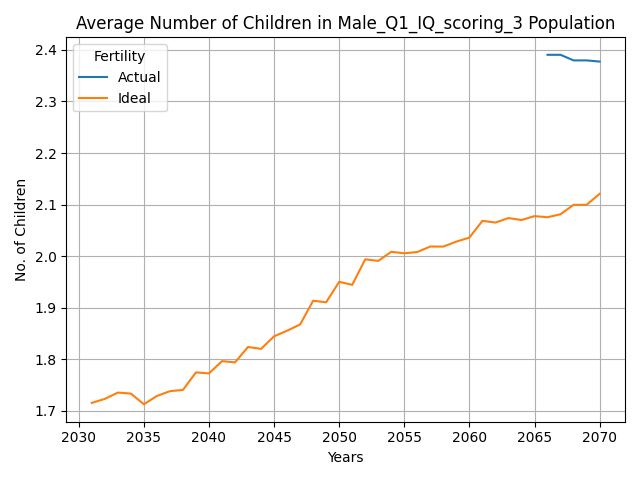 Average Number of Children in Male_Q1_IQ_scoring_3 Population
Fertility
Actual
Ideal
No. of Children
2.4
2.3
2.2
2.1
2.0
1.9
1.8
1.7
2030 2035 2040 2045 2050 2055 2060 2065 2070
Years